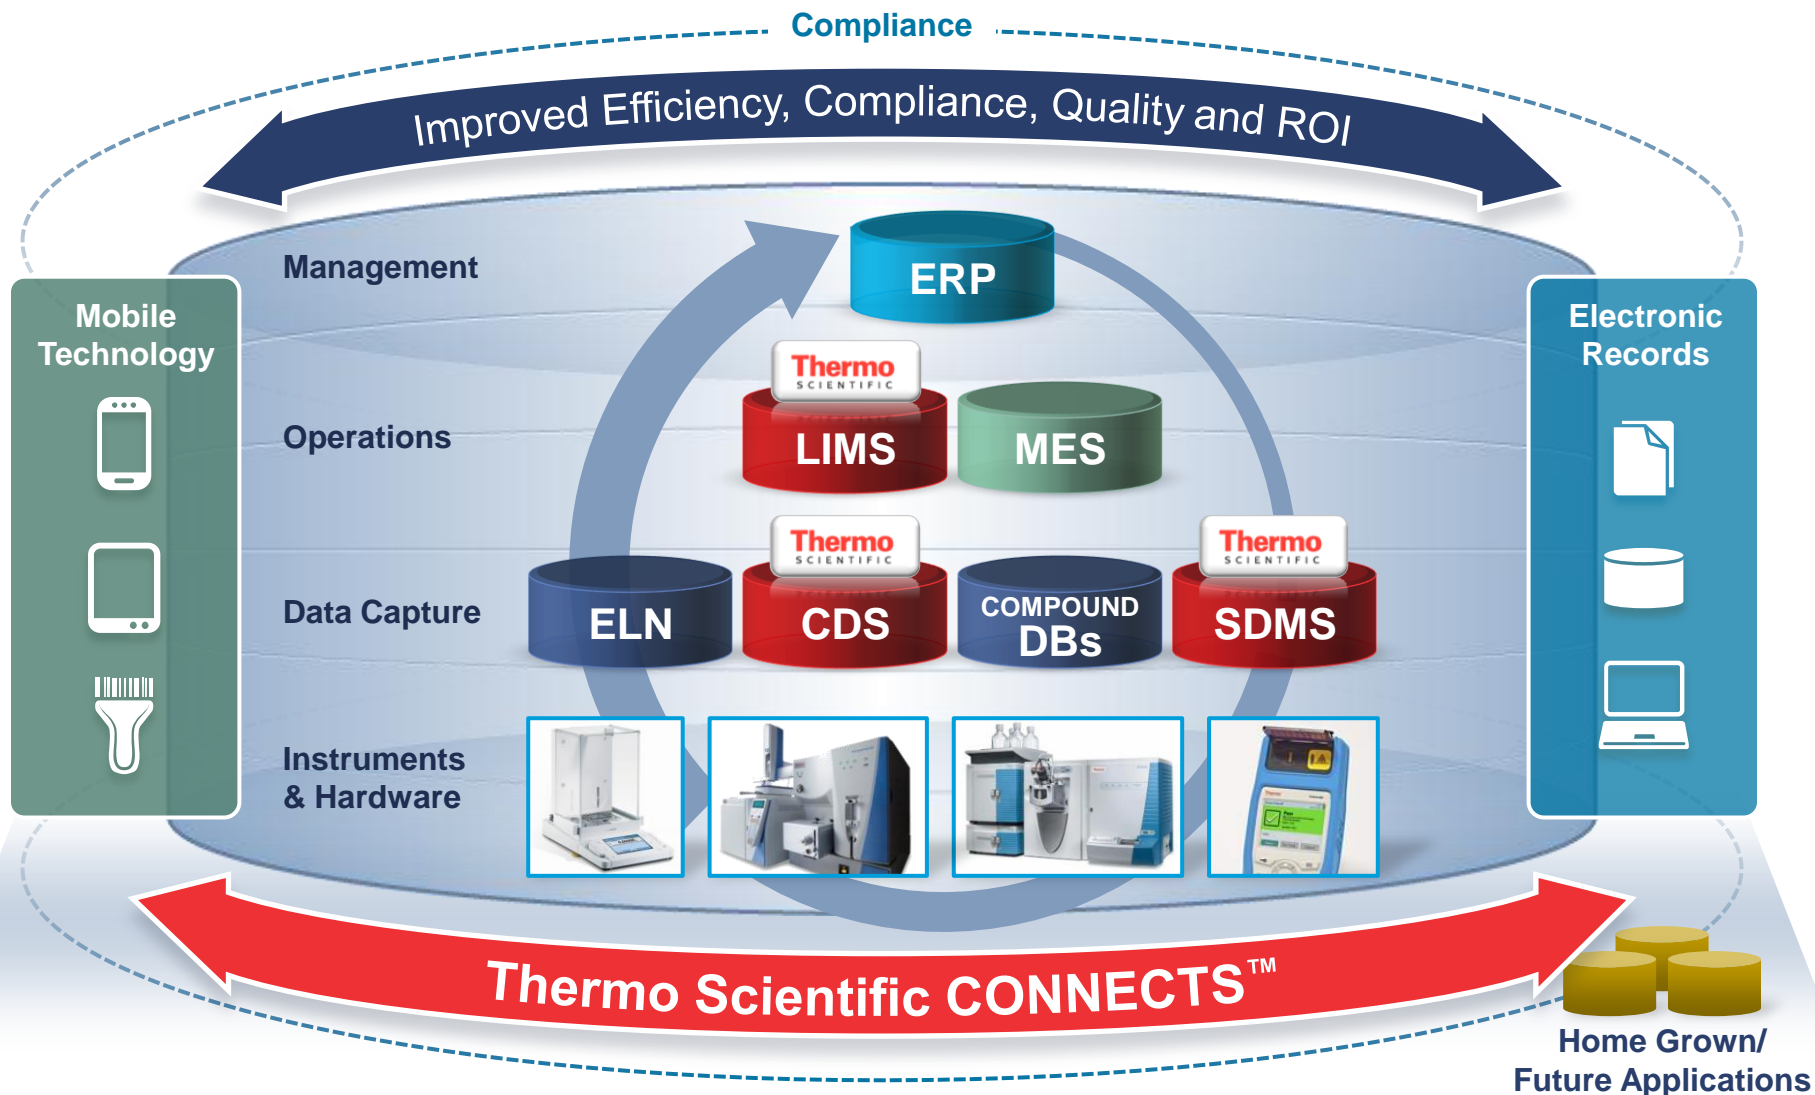 Compliance
Improved Efficiency, Compliance, Quality and ROI
Management
ERP
Mobile
Technology
Electronic
Records
Thermo
SCIENTIFIC
Operations
LIMS
MES
Thermo
SCIENTIFIC
Thermo
SCIENTIFIC
Data Capture
ELN
CDS
COMPOUND
DBs
SDMS
Instruments
& Hardware
Thermo Scientific CONNECTS™
Home Grown/
Future Applications